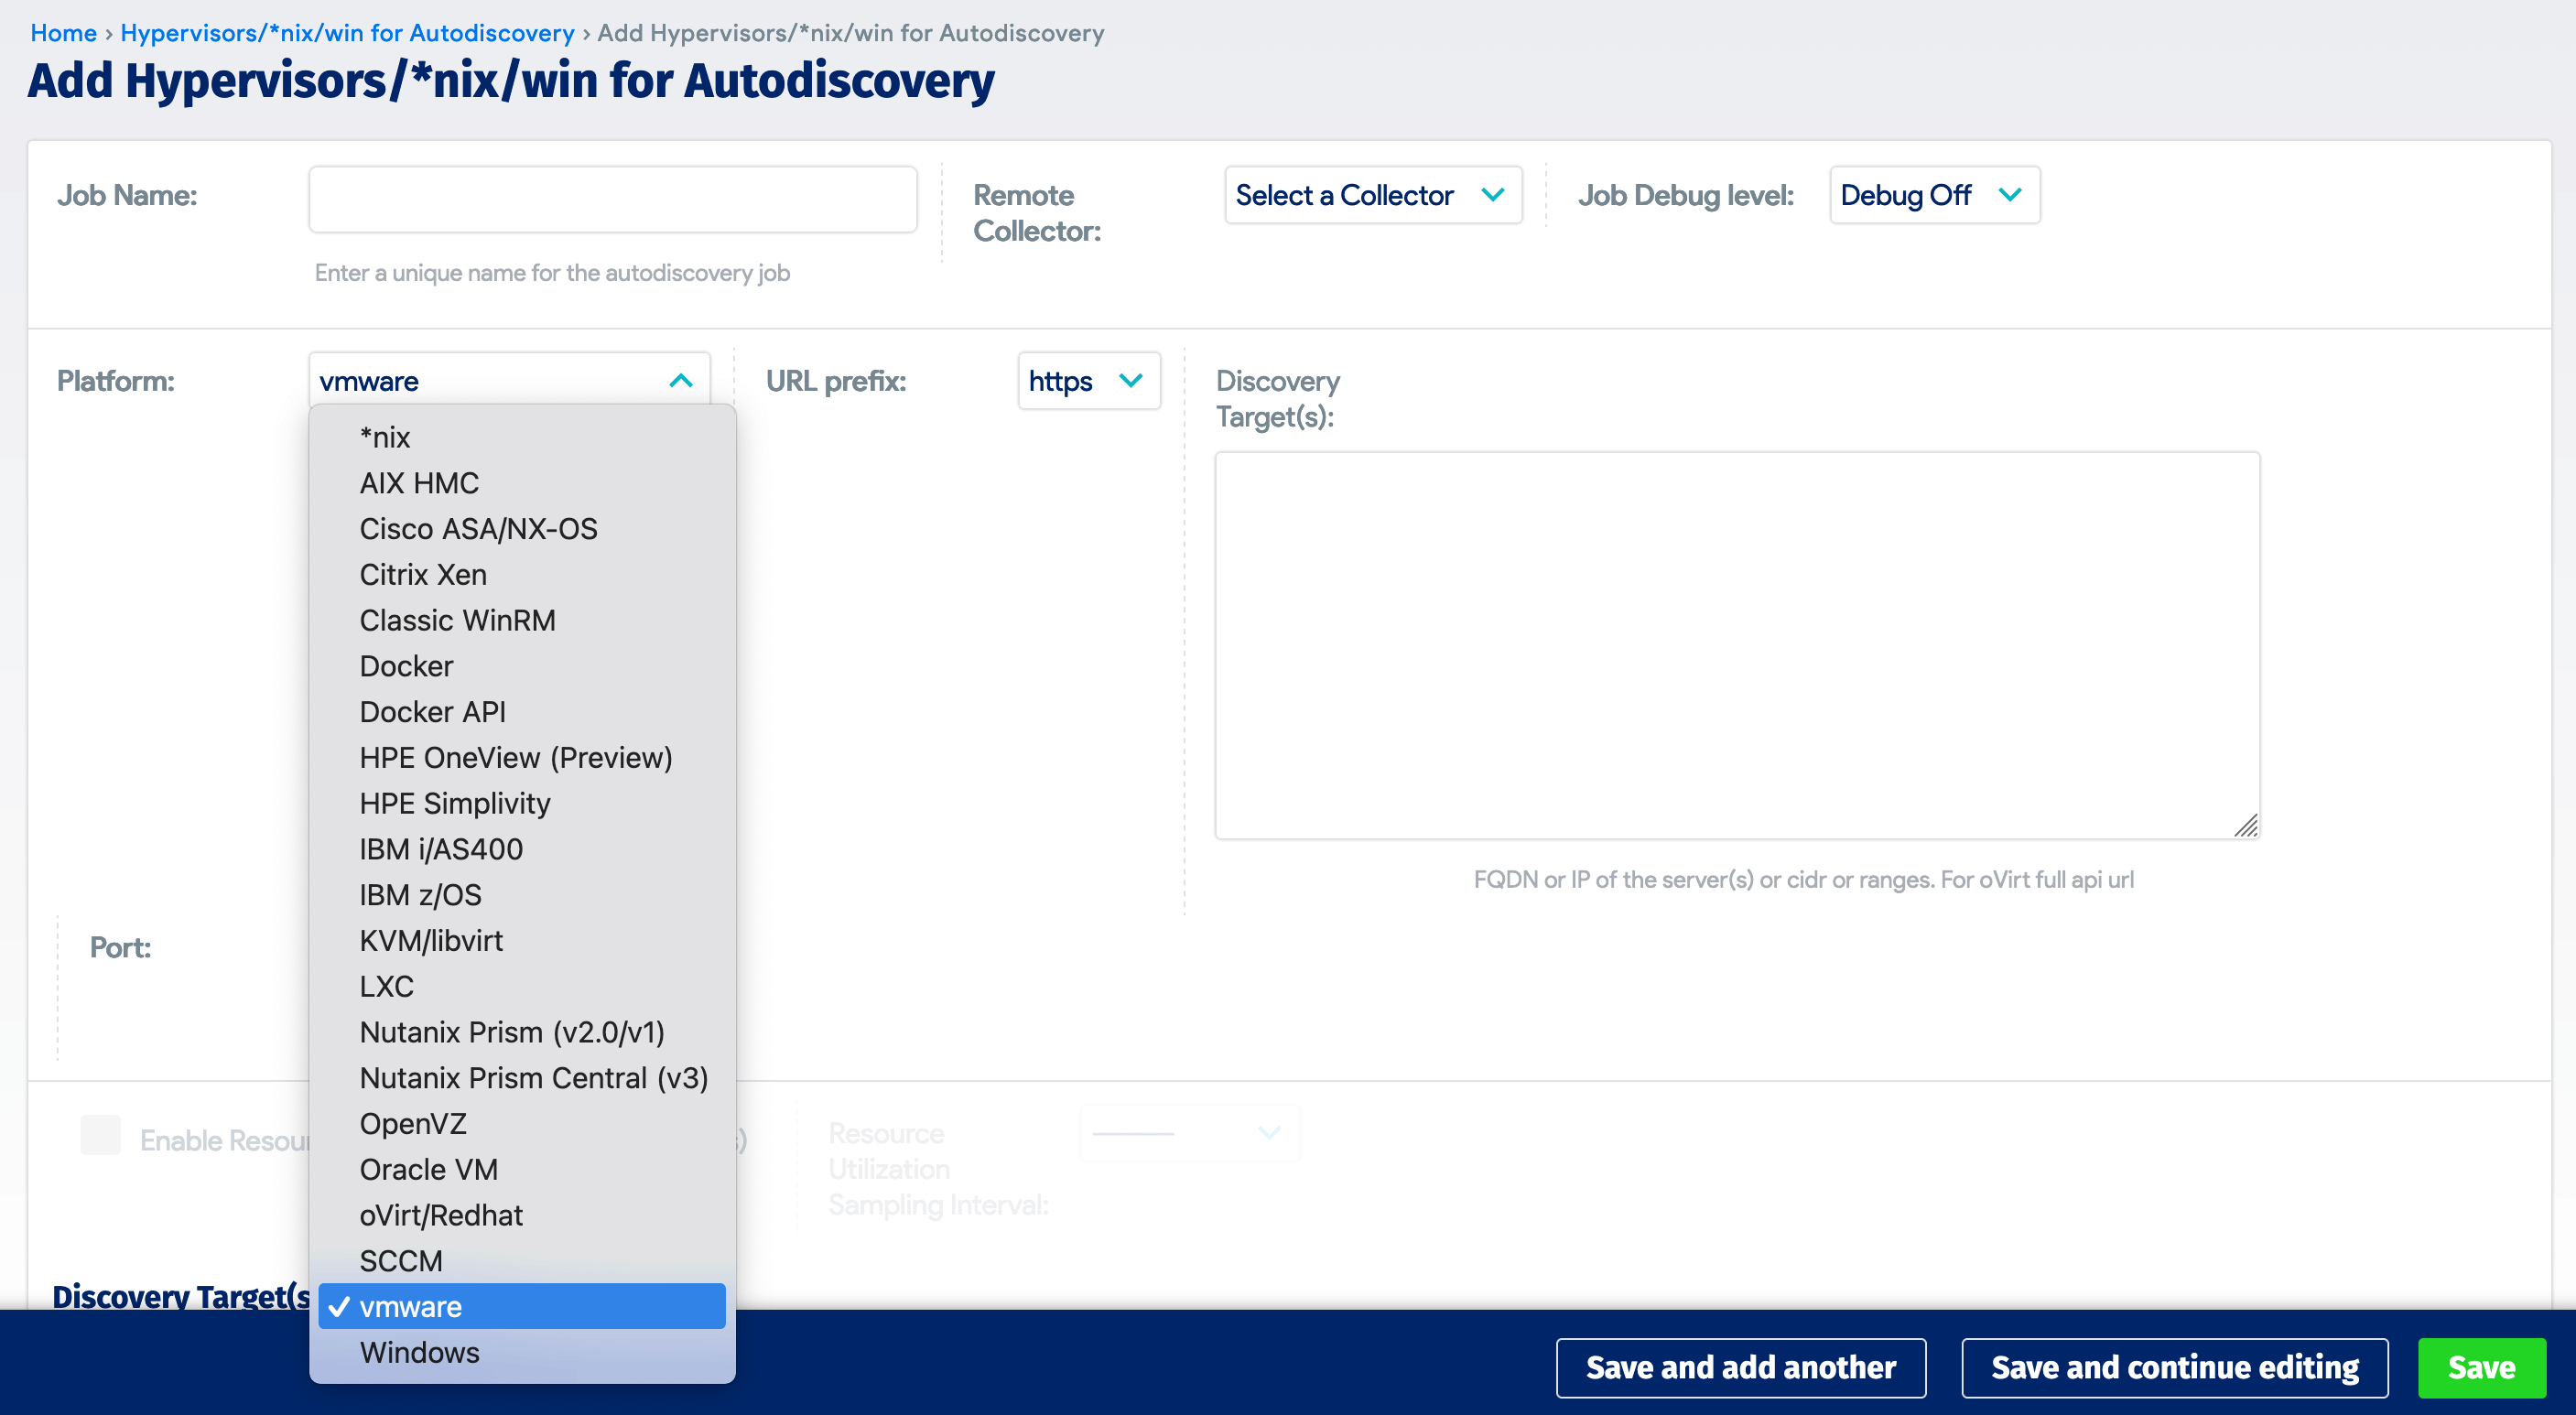 Home › Hypervisors/*nix/win for Autodiscovery › Add Hypervisors/*nix/win for Autodiscovery
Add Hypervisors/*nix/win for Autodiscovery
Job Name:
Enter a unique name for the autodiscovery job
Remote
Collector:
Select a Collector
Job Debug level:
Debug Off
Platform:
vmware
*nix
AIX HMC
Cisco ASA/NX-OS
Citrix Xen
Classic WinRM
Docker
Docker API
HPE OneView (Preview)
HPE Simplivity
IBM i/AS400
IBM z/OS
KVM/libvirt
LXC
Nutanix Prism (v2.0/v1)
Nutanix Prism Central (v3)
OpenVZ
Oracle VM
oVirt/Redhat
SCCM
vmware
Windows
URL prefix:
https
Discovery
Target(s):
FQDN or IP of the server(s) or cidr or ranges. For oVirt full api url
Port:
Enable
Resource
Utilization
Sampling Interval:
Discovery Target(s
Save and add another
Save and continue editing
Save